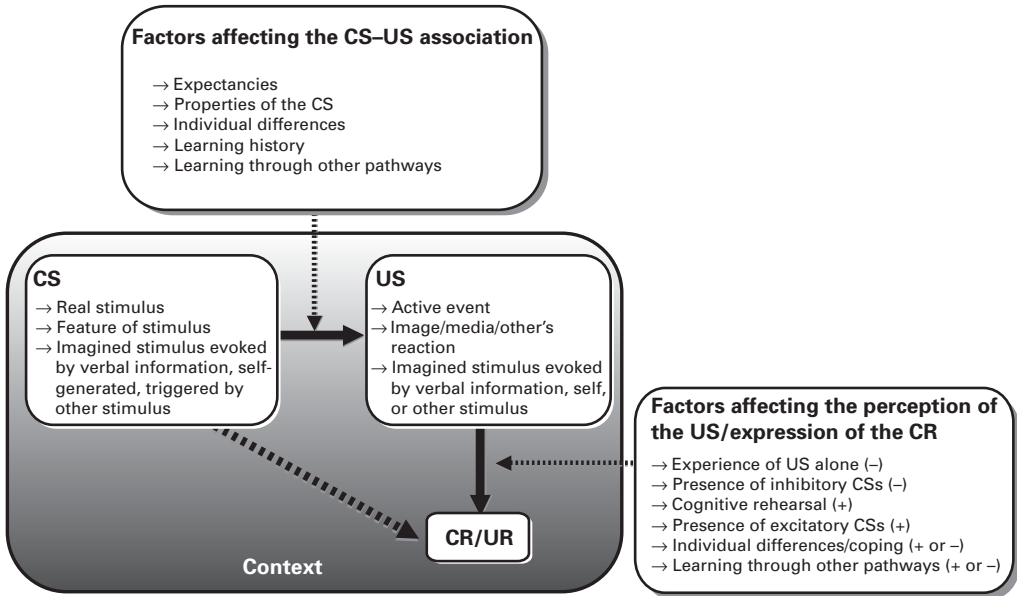 Factors affecting the CS–US association
→ Expectancies
→ Properties of the CS
→ Individual differences
→ Learning history
→ Learning through other pathways
CS
→ Real stimulus
→ Feature of stimulus
→ Imagined stimulus evoked
by verbal information, self-
generated, triggered by
other stimulus
US
→ Active event
→ Image/media/other's
reaction
→ Imagined stimulus evoked
by verbal information, self,
or other stimulus
Factors affecting the perception of
the US/expression of the CR
→ Experience of US alone (–)
→ Presence of inhibitory CSs (–)
→ Cognitive rehearsal (+)
→ Presence of excitatory CSs (+)
→ Individual differences/coping (+ or –)
→ Learning through other pathways (+ or –)
CR/UR
Context